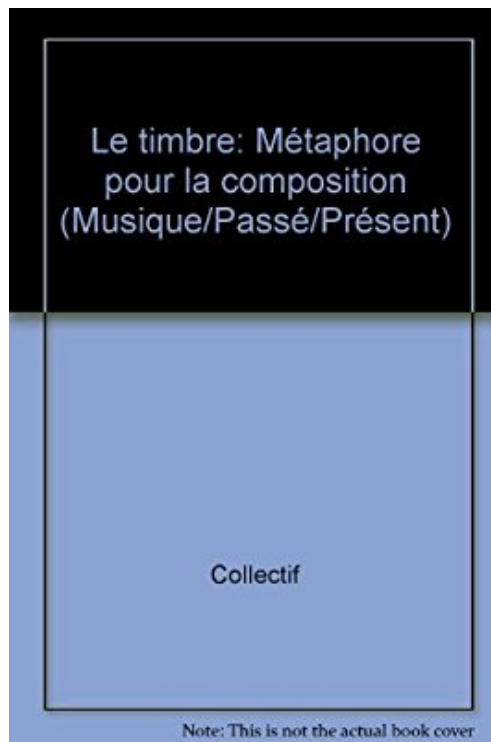 Le timbre: Métaphore
pour la composition
(Musique/Passé/Présent)
Collectif
Note: This is not the actual book cover